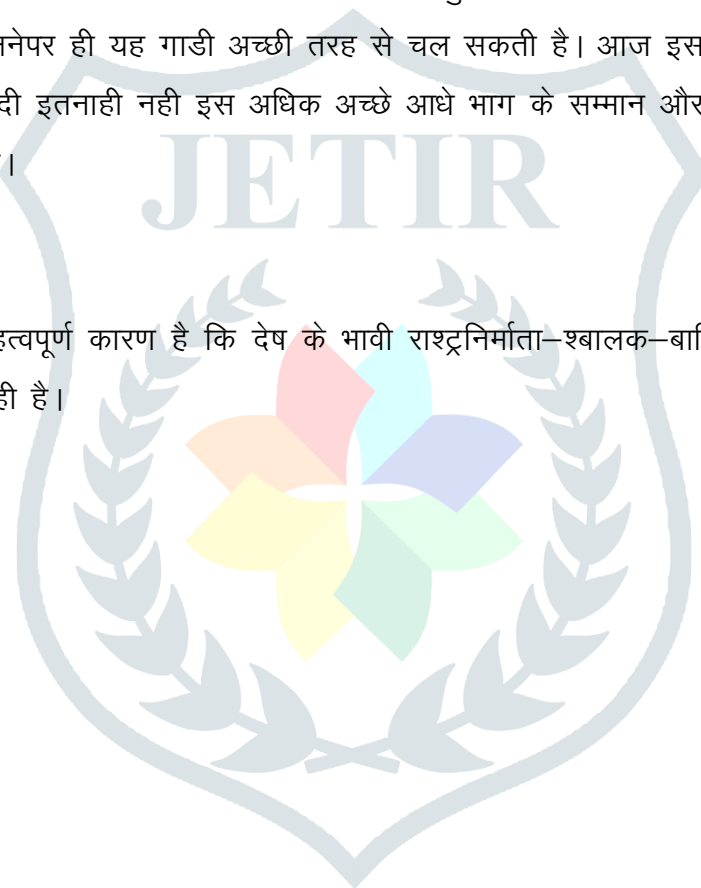 ननेपर ही यह गाडी अच्छी तरह से चल सकती है। आज इस
दी इतनाही नही इस अधिक अच्छे आधे भाग के सम्मान और
।
JETIR
हत्वपूर्ण कारण है कि देष के भावी राश्ट्रनिर्माता–श्बालक–बा
ही है।